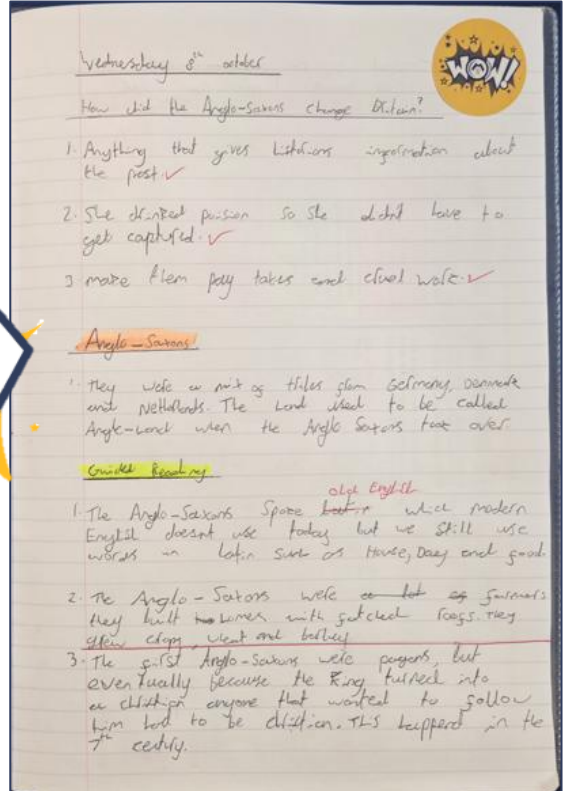 WOW!
Wednesday 8th october
How did the Anglo-Saxons change Britain?
1. Anything that gives historians information about
the past.
2. She drinked poision so she didnt have to
get captured.
3 make them pay taxes and cruel work.
Anglo-Saxons
1. They were a mix of tribes from Germany, Denmark
and Netherlands. The Land used to be called
Angle-Land when the Anglo Saxons took over
Guided Reading
old English
1. The Anglo-Saxons Spoke Latin which modern
English doesnt use today but we still use
words in Latin such as House, Day and food.
2. The Anglo-Saxons were a lot of farmers
they built homes with thatched roofs. They
grew crops, wheat and barley
3. The first Anglo-Saxons were pagans, but
eventually because the King turned into
a christian anyone that wanted to follow
him had to be christian. This happend in the
7th century.